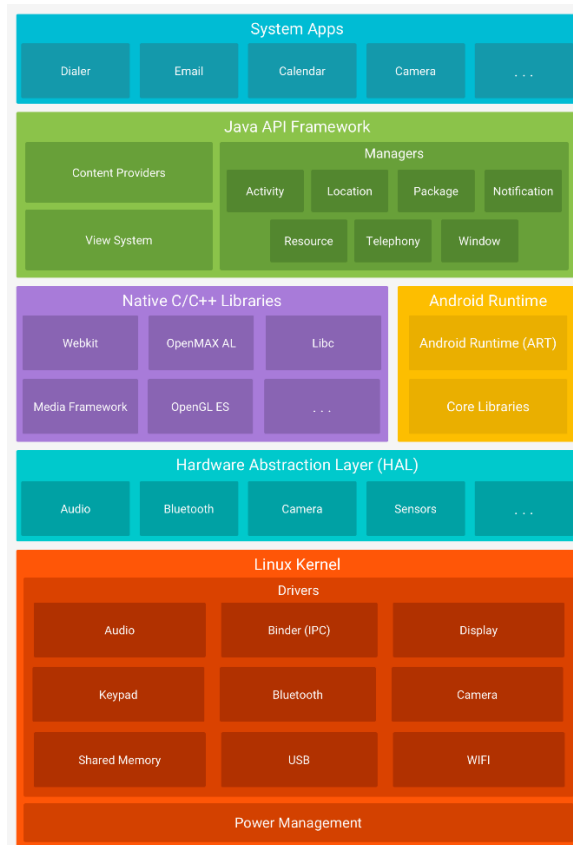 System Apps
Dialer
Email
Calendar
Camera
. . .
Java API Framework
Content Providers
View System
Managers
Activity
Location
Package
Notification
Resource
Telephony
Window
Native C/C++ Libraries
Webkit
OpenMAX AL
Libc
Media Framework
OpenGL ES
. . .
Android Runtime
Android Runtime (ART)
Core Libraries
Hardware Abstraction Layer (HAL)
Audio
Bluetooth
Camera
Sensors
. . .
Linux Kernel
Drivers
Audio
Binder (IPC)
Display
Keypad
Bluetooth
Camera
Shared Memory
USB
WIFI
Power Management